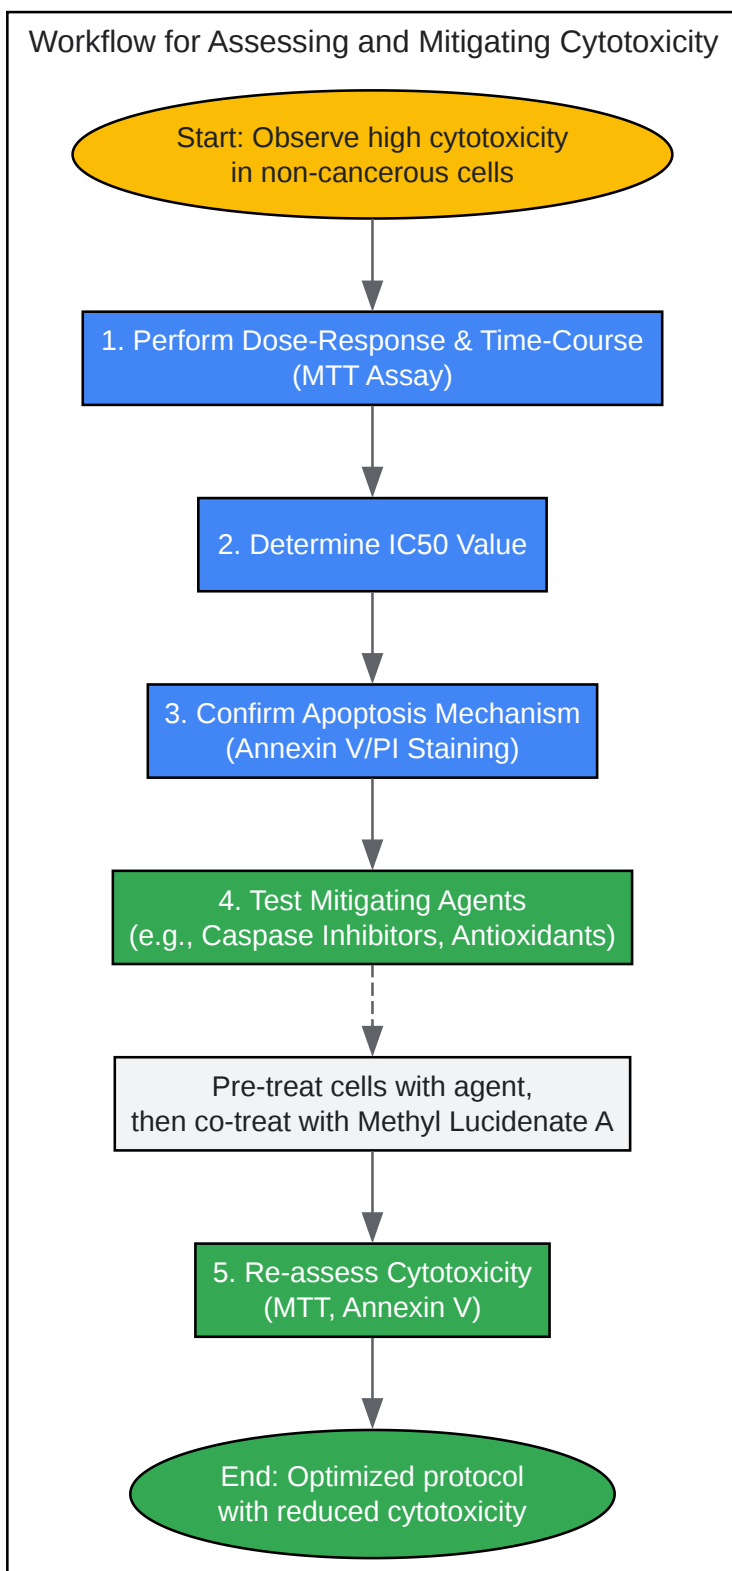 Workflow for Assessing and Mitigating Cytotoxicity
Start: Observe high cytotoxicity
in non-cancerous cells
1. Perform Dose-Response & Time-Course
(MTT Assay)
2. Determine IC50 Value
3. Confirm Apoptosis Mechanism
(Annexin V/PI Staining)
4. Test Mitigating Agents
(e.g., Caspase Inhibitors, Antioxidants)
Pre-treat cells with agent,
then co-treat with Methyl Lucidenate A
5. Re-assess Cytotoxicity
(MTT, Annexin V)
End: Optimized protocol
with reduced cytotoxicity